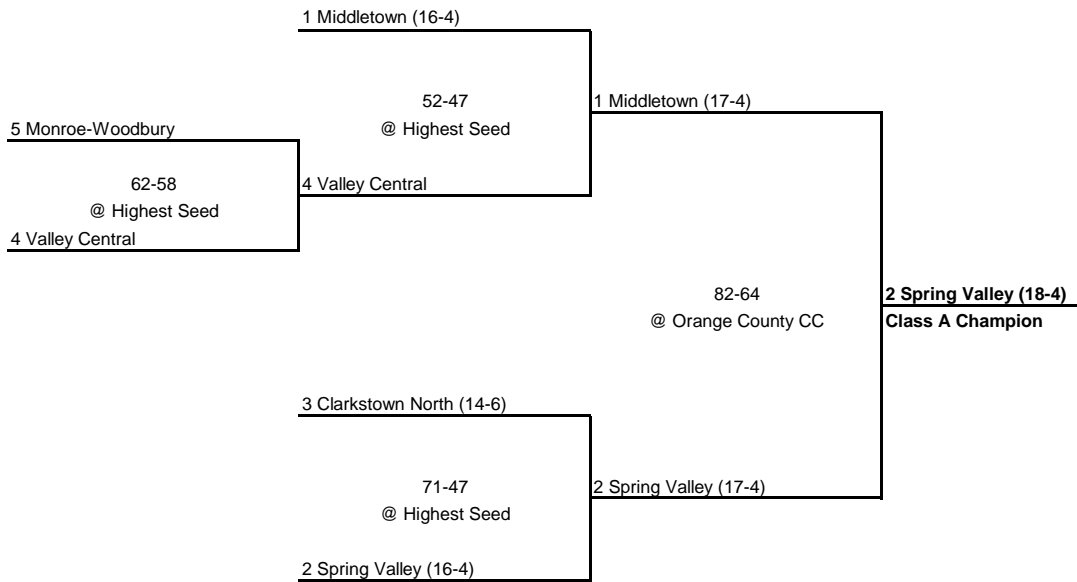 1 Middletown (16-4)
52-47
@ Highest Seed
1 Middletown (17-4)
5 Monroe-Woodbury
62-58
@ Highest Seed
4 Valley Central
4 Valley Central
82-64
@ Orange County CC
2 Spring Valley (18-4)
Class A Champion
3 Clarkstown North (14-6)
71-47
@ Highest Seed
2 Spring Valley (17-4)
2 Spring Valley (16-4)